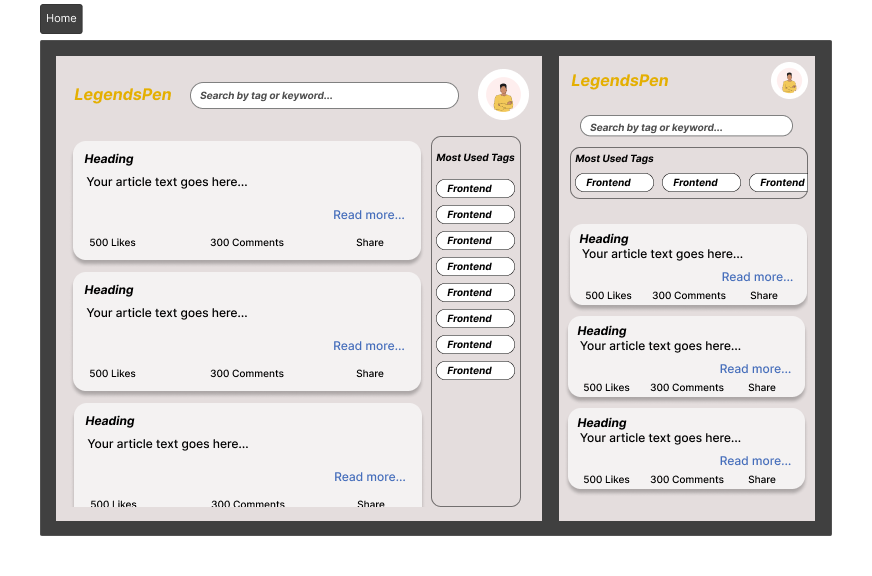 Home
LegendsPen
Search by tag or keyword...
Heading
Your article text goes here...
Read more...
500 Likes 300 Comments Share
Heading
Your article text goes here...
Read more...
500 Likes 300 Comments Share
Heading
Your article text goes here...
Read more...
500 Likes 300 Comments Share
Most Used Tags
Frontend
Frontend
Frontend
Frontend
Frontend
Frontend
Frontend
Frontend
LegendsPen
Search by tag or keyword...
Most Used Tags
Frontend Frontend Frontend
Heading
Your article text goes here...
Read more...
500 Likes 300 Comments Share
Heading
Your article text goes here...
Read more...
500 Likes 300 Comments Share
Heading
Your article text goes here...
Read more...
500 Likes 300 Comments Share